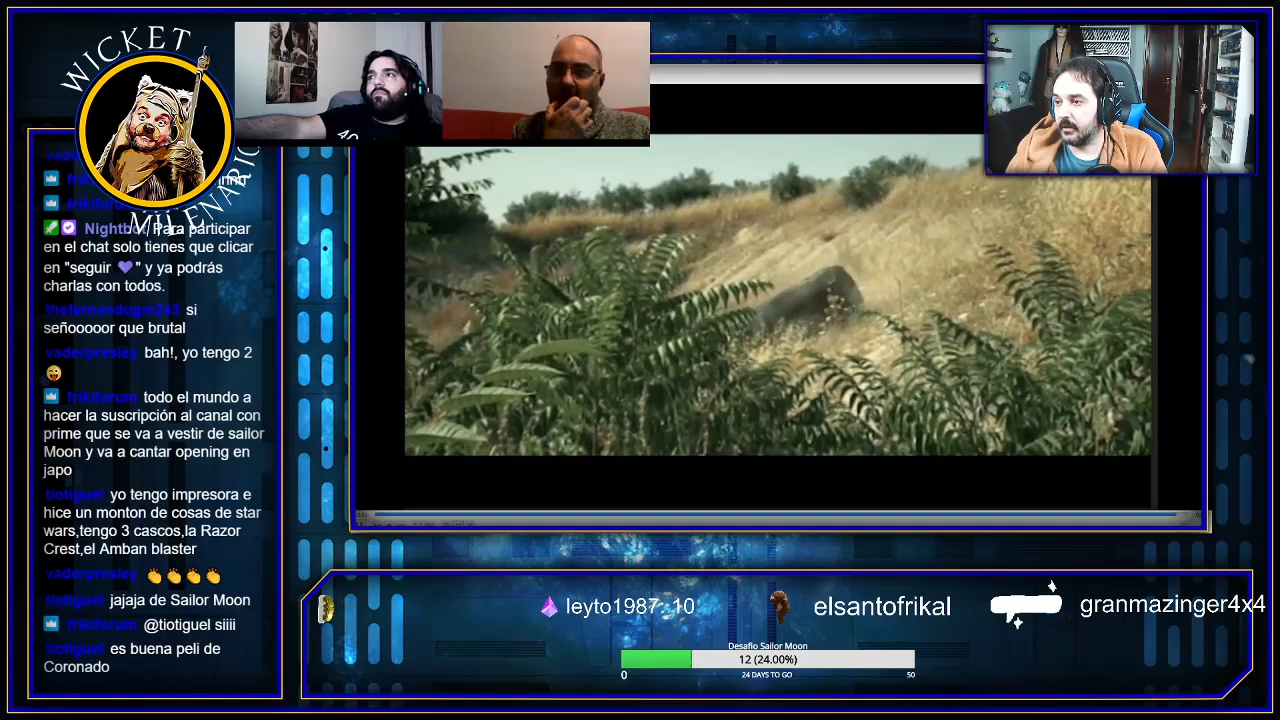 WICKET
MILENARIO
Nightbot: Para participar
en el chat solo tienes que clicar
en "seguir 💜" y ya podrás
charlas con todos.
thefernandogm243 si
señooooor que brutal
vaderpresley bah!, yo tengo 2
😜
frikiforum todo el mundo a
hacer la suscripción al canal con
prime que se va a vestir de sailor
Moon y va a cantar opening en
japo
tiotiguel yo tengo impresora e
hice un monton de cosas de star
wars,tengo 3 cascos,la Razor
Crest,el Amban blaster
vaderpresley 👏👏👏👏
tiotiguel jajaja de Sailor Moon
frikiforum @tiotiguel siiii
tiotiguel es buena peli de
Coronado
leyto1987: 10
elsantofrikal
granmazinger4x4
Desafio Sailor Moon
12 (24.00%)
0
24 DAYS TO GO
50